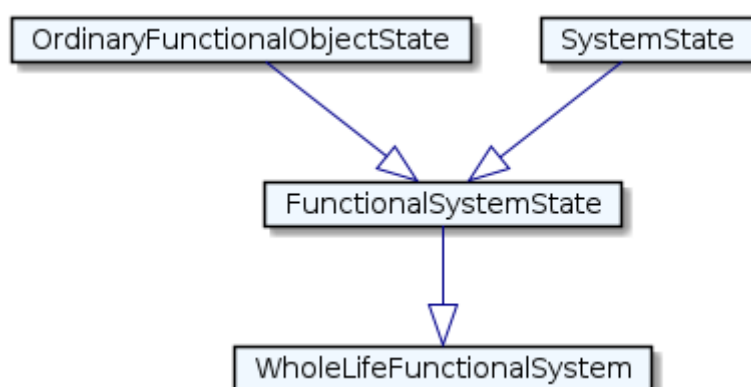 OrdinaryFunctionalObjectState
SystemState
FunctionalSystemState
WholeLifeFunctionalSystem